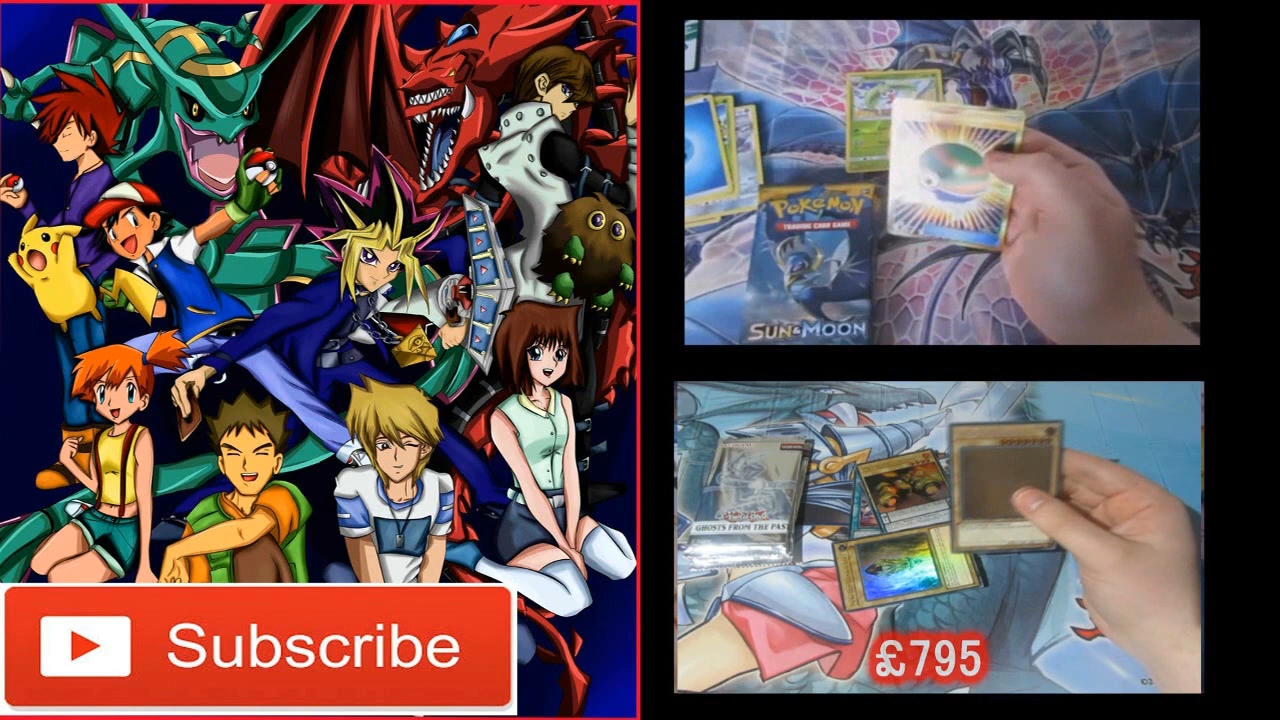 Subscribe
POKéMON
TRADING CARD GAME
SUN & MOON
GHOSTS FROM THE PAST
£795